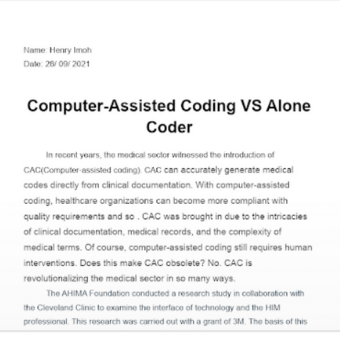 Name: Henry Imoh
Date: 28/ 09/ 2021
Computer-Assisted Coding VS Alone
Coder
In recent years, the medical sector witnessed the introduction of
CAC(Computer-assisted coding). CAC can accurately generate medical
codes directly from clinical documentation. With computer-assisted
coding, healthcare organizations can become more compliant with
quality requirements and so . CAC was brought in due to the intricacies
of clinical documentation, medical records, and the complexity of
medical terms. Of course, computer-assisted coding still requires human
interventions. Does this make CAC obsolete? No. CAC is
revolutionalizing the medical sector in so many ways.
The AHIMA Foundation conducted a research study in collaboration with
the Cleveland Clinic to examine the interface of technology and the HIM
professional. This research was carried out with a grant of 3M. The basis of this